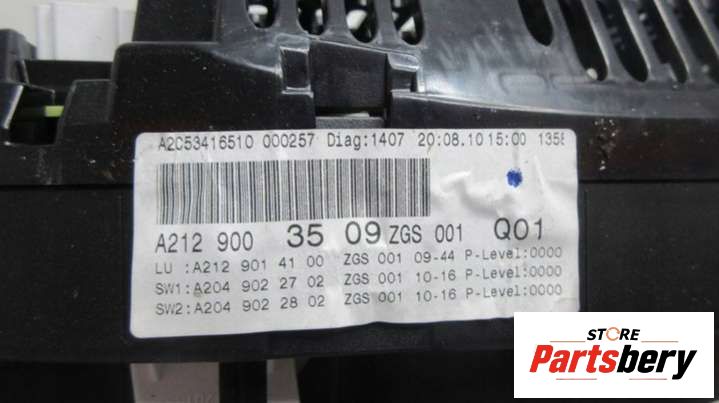 A2C53416510 000257 Diag:1407 20:08.10 15:00 1358
A212 900 35 09 ZGS 001 Q01
LU :A212 901 41 00 ZGS 001 09-44 P-Level:0000
SW1:A204 902 27 02 ZGS 001 10-16 P-Level:0000
SW2:A204 902 28 02 ZGS 001 10-16 P-Level:0000
STORE
Partsbery